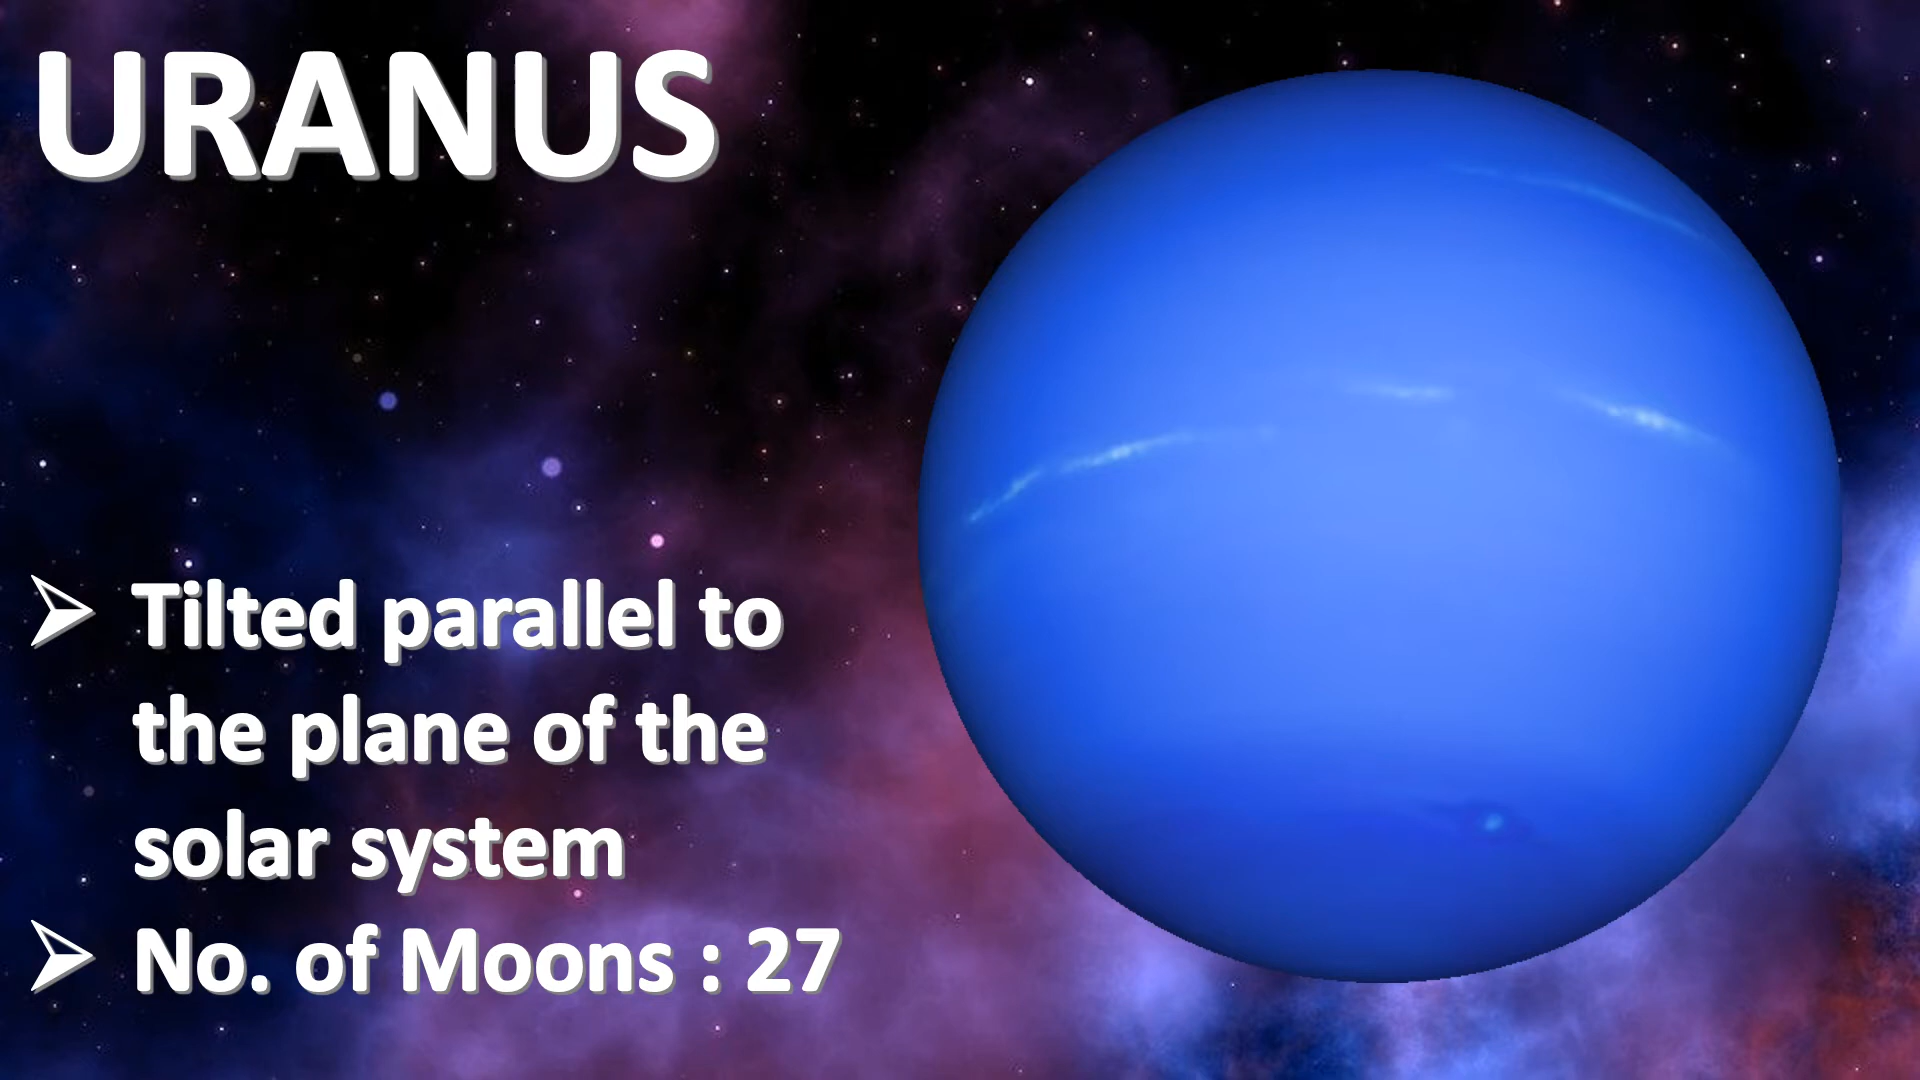 URANUS
➢ Tilted parallel to
the plane of the
solar system
➢ No. of Moons : 27